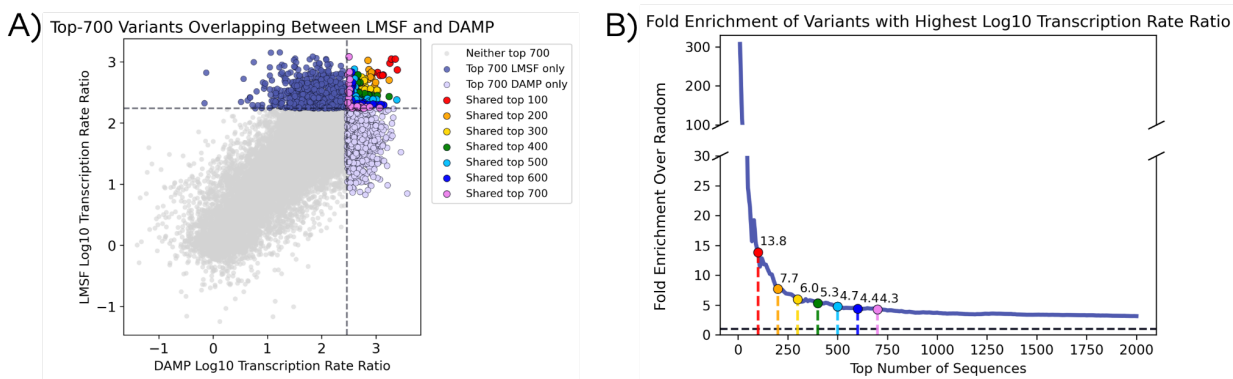 A)
Top-700 Variants Overlapping Between LMSF and DAMP
LMSF Log10 Transcription Rate Ratio
3
2
1
0
−1
−1
0
1
2
3
DAMP Log10 Transcription Rate Ratio
Neither top 700
Top 700 LMSF only
Top 700 DAMP only
Shared top 100
Shared top 200
Shared top 300
Shared top 400
Shared top 500
Shared top 600
Shared top 700
B)
Fold Enrichment of Variants with Highest Log10 Transcription Rate Ratio
Fold Enrichment Over Random
300
200
100
30
25
20
15
10
5
0
13.8
7.7
6.0
5.3
4.7
4.4
4.3
0
250
500
750
1000
1250
1500
1750
2000
Top Number of Sequences